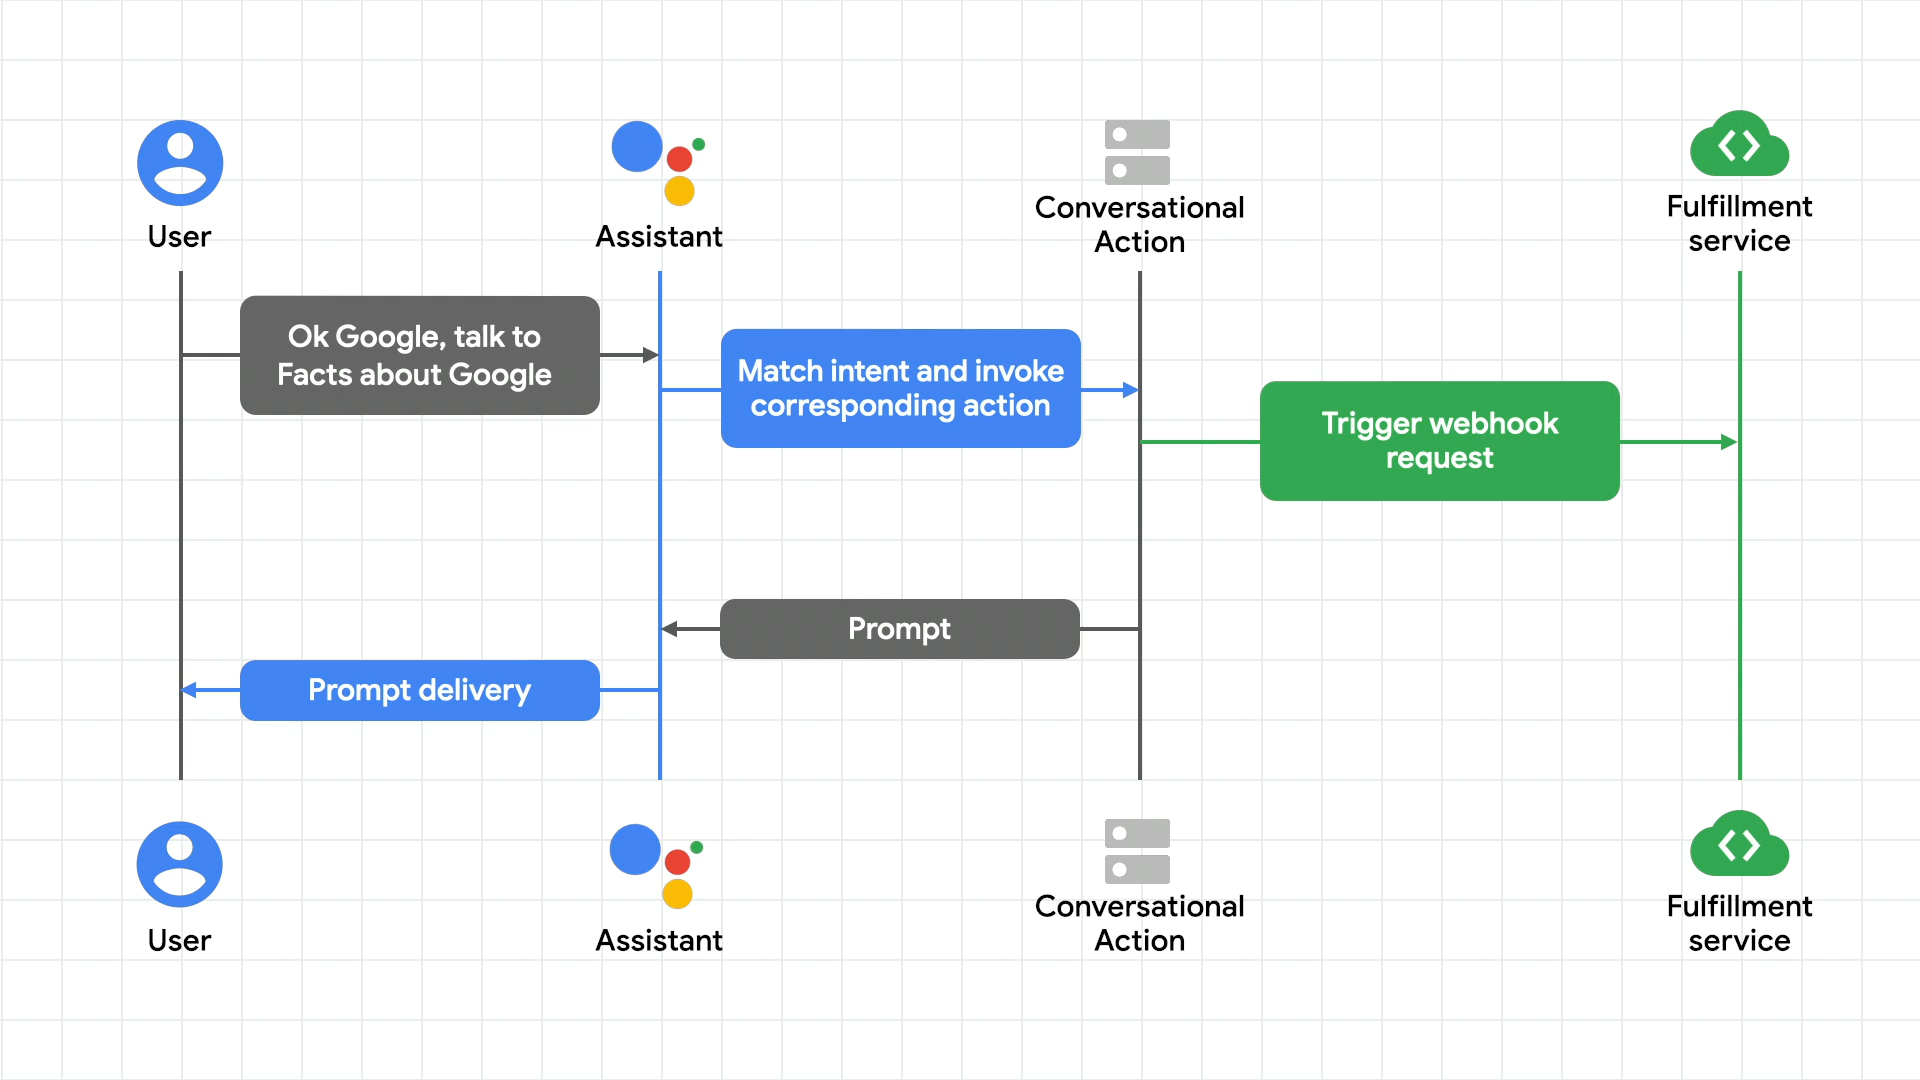 User
Assistant
Conversational
Action
Fulfillment
service
Ok Google, talk to
Facts about Google
Match intent and invoke
corresponding action
Trigger webhook
request
Prompt
Prompt delivery
User
Assistant
Conversational
Action
Fulfillment
service